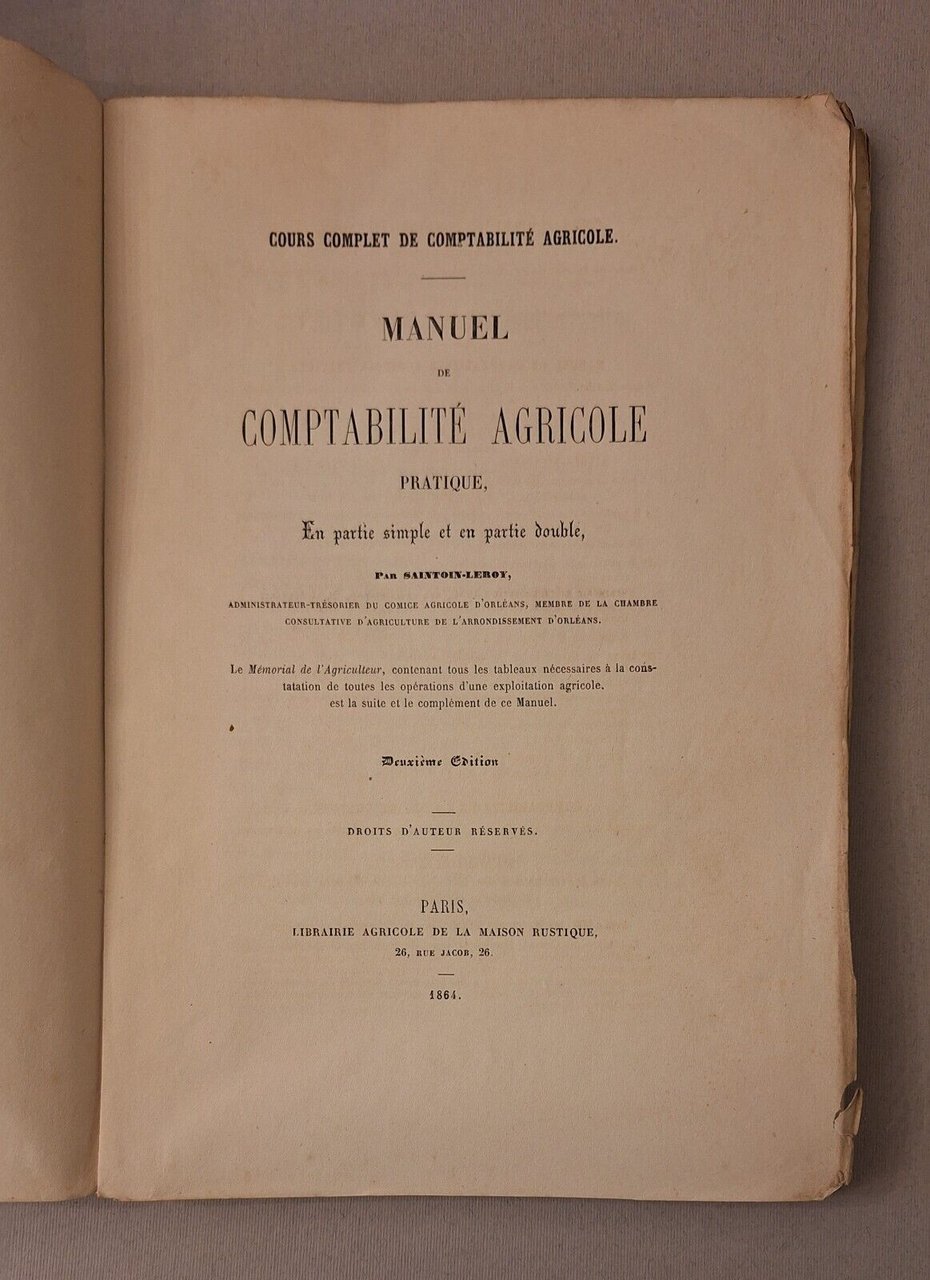 COURS COMPLET DE COMPTABILITÉ AGRICOLE.
MANUEL
DE
COMPTABILITÉ AGRICOLE
PRATIQUE,
En partie simple et en partie double,
PAR SAINTOIN-LEROY,
ADMINISTRATEUR-TRÉSORIER DU COMICE AGRICOLE D'ORLÉANS, MEMBRE DE LA CHAMBRE
CONSULTATIVE D'AGRICULTURE DE L'ARRONDISSEMENT D'ORLÉANS.
Le Mémorial de l'Agriculteur, contenant tous les tableaux nécessaires à la cons-
tatation de toutes les opérations d'une exploitation agricole.
est la suite et le complément de ce Manuel.
Deuxième Edition
DROITS D'AUTEUR RÉSERVÉS.
PARIS,
LIBRAIRIE AGRICOLE DE LA MAISON RUSTIQUE,
26, RUE JACOB, 26.
1864.